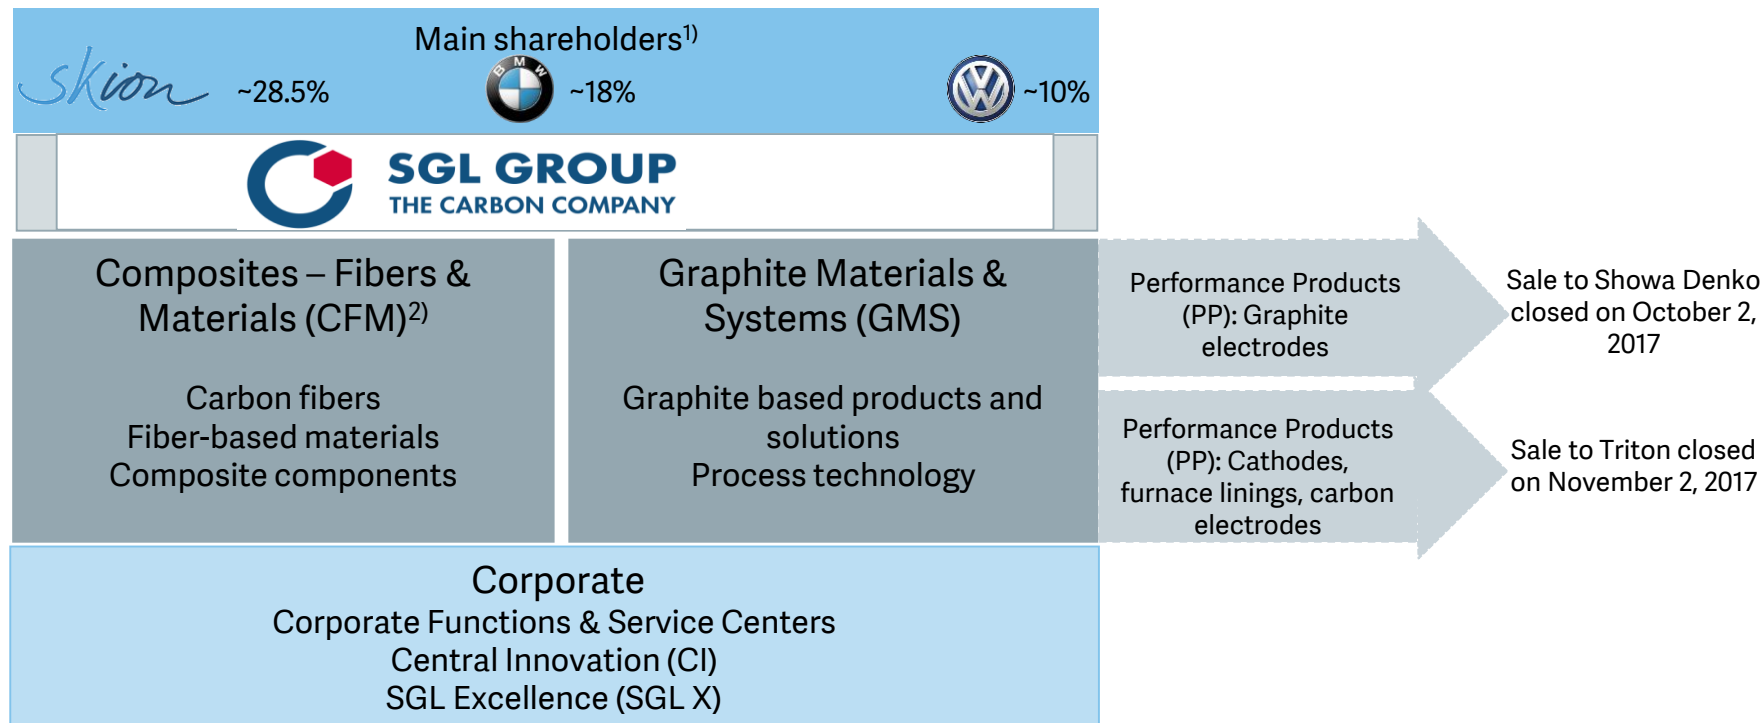 Main shareholders1)
skion ~28.5% BMW ~18% VW ~10%
SGL GROUP
THE CARBON COMPANY
Composites – Fibers &
Materials (CFM)2)
Carbon fibers
Fiber-based materials
Composite components
Graphite Materials &
Systems (GMS)
Graphite based products and
solutions
Process technology
Performance Products
(PP): Graphite
electrodes
Sale to Showa Denko
closed on October 2,
2017
Performance Products
(PP): Cathodes,
furnace linings, carbon
electrodes
Sale to Triton closed
on November 2, 2017
Corporate
Corporate Functions & Service Centers
Central Innovation (CI)
SGL Excellence (SGL X)